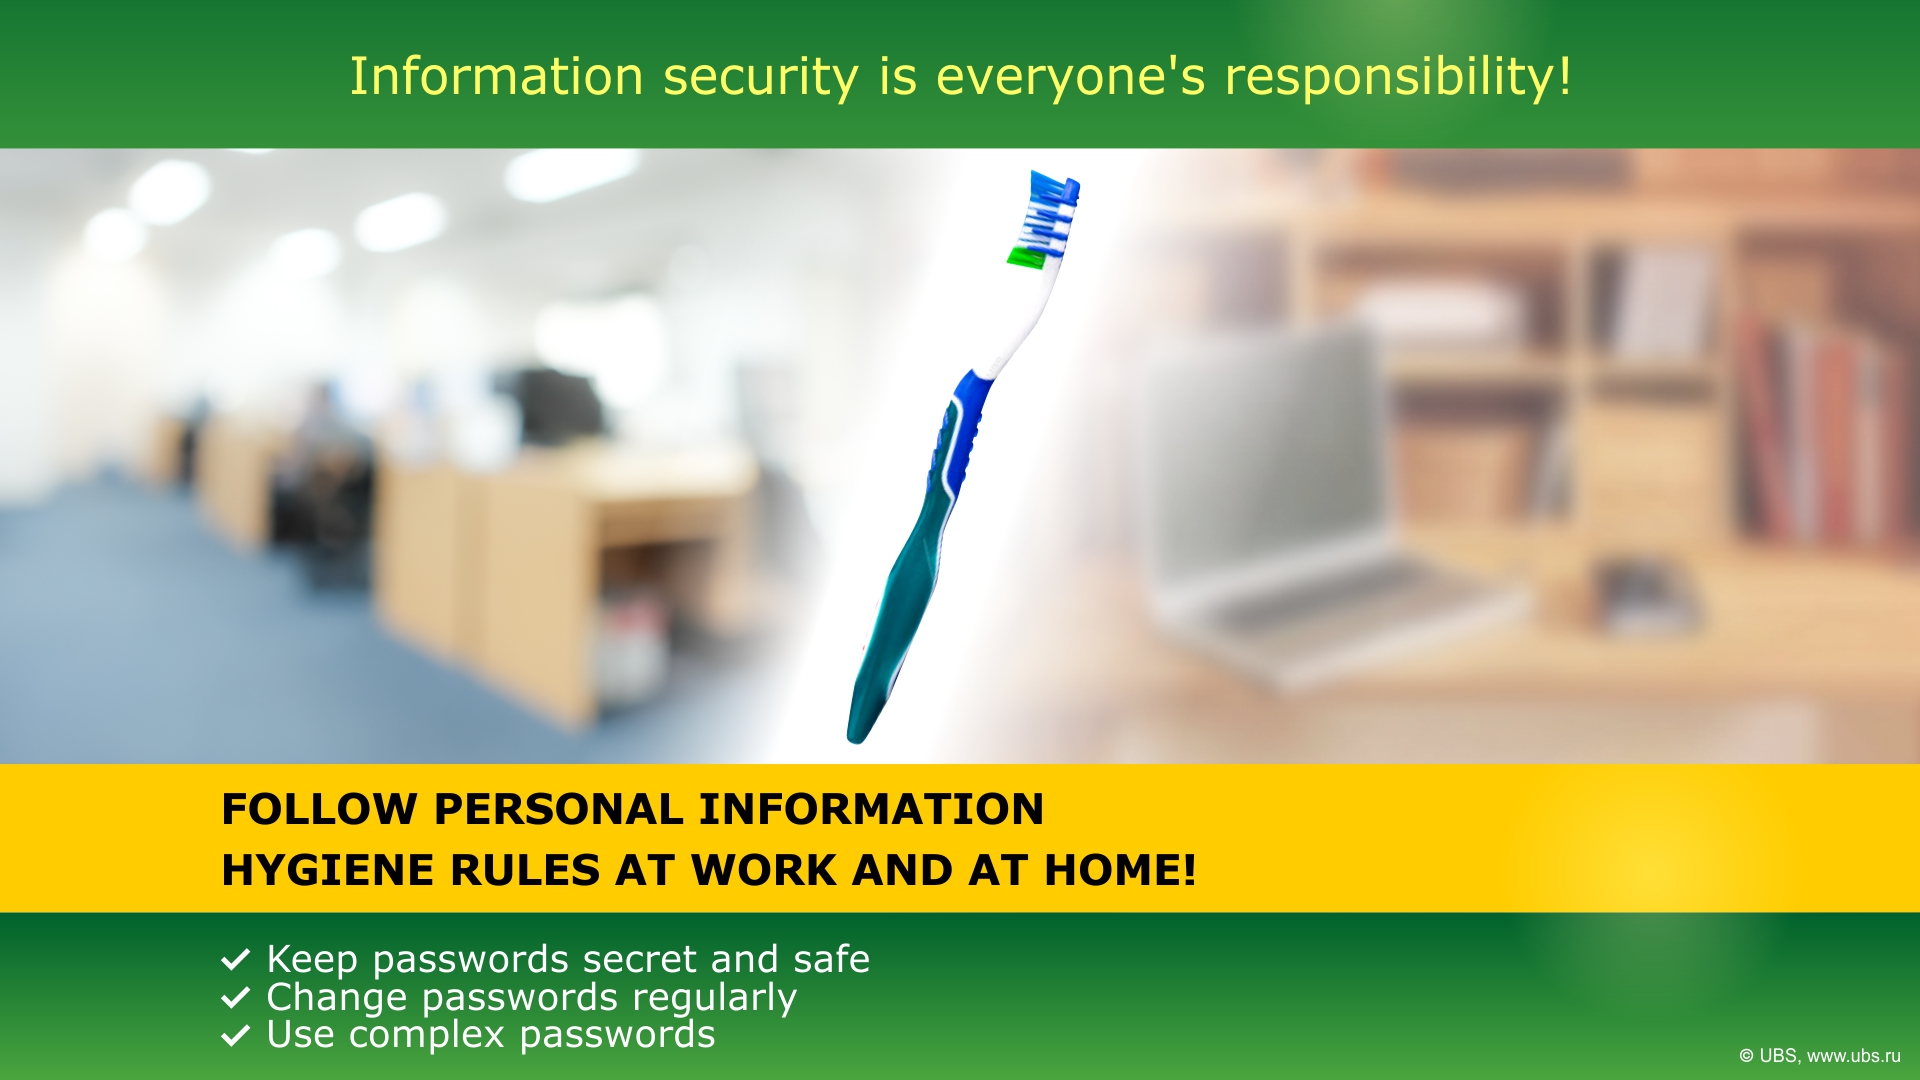 Information security is everyone's responsibility!
FOLLOW PERSONAL INFORMATION
HYGIENE RULES AT WORK AND AT HOME!
✓ Keep passwords secret and safe
✓ Change passwords regularly
✓ Use complex passwords
© UBS, www.ubs.ru